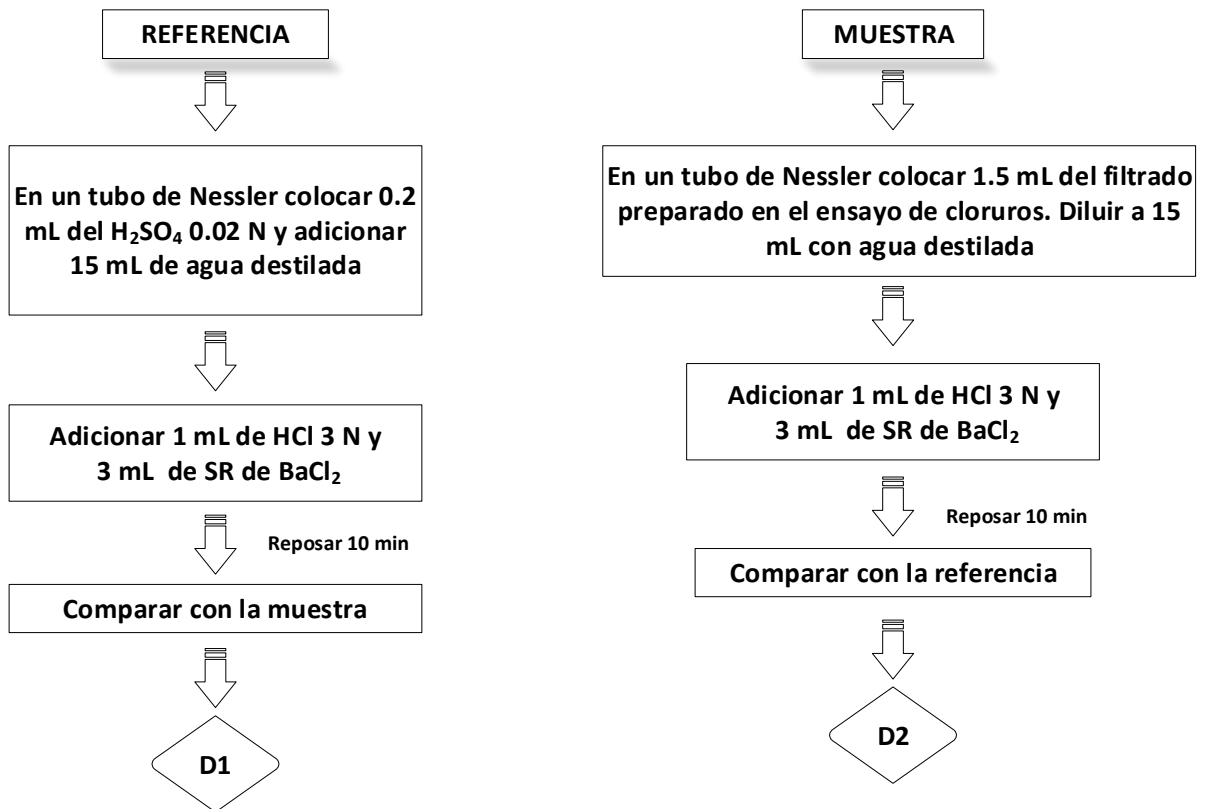 REFERENCIA
En un tubo de Nessler colocar 0.2
mL del H₂SO₄ 0.02 N y adicionar
15 mL de agua destilada
Adicionar 1 mL de HCl 3 N y
3 mL de SR de BaCl₂
Reposar 10 min
Comparar con la muestra
D1
MUESTRA
En un tubo de Nessler colocar 1.5 mL del filtrado
preparado en el ensayo de cloruros. Diluir a 15
mL con agua destilada
Adicionar 1 mL de HCl 3 N y
3 mL de SR de BaCl₂
Reposar 10 min
Comparar con la referencia
D2